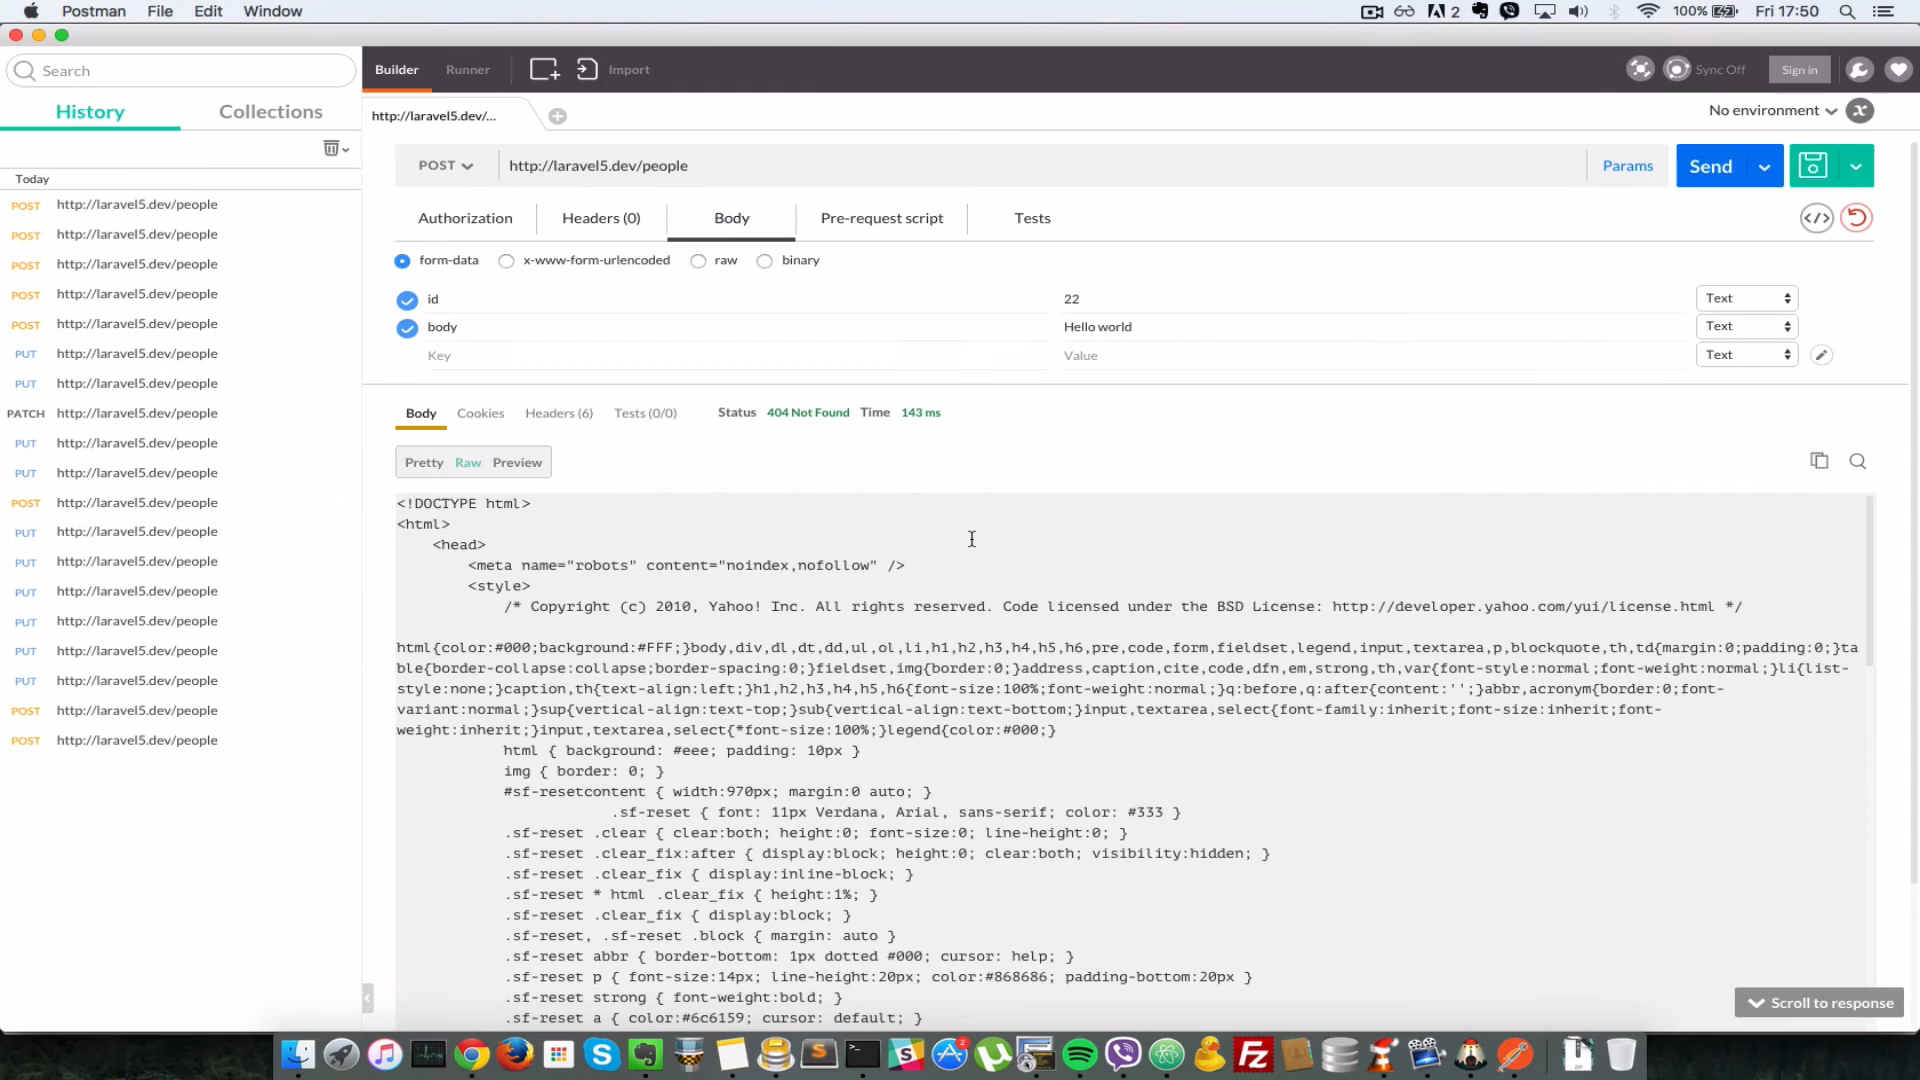 Postman File Edit Window 2 100% Fri 17:50
Search
Builder Runner Import Sync Off Sign in
History Collections
http://laravel5.dev/... No environment
POST http://laravel5.dev/people Params Send
Today
POST http://laravel5.dev/people
POST http://laravel5.dev/people
POST http://laravel5.dev/people
POST http://laravel5.dev/people
POST http://laravel5.dev/people
PUT http://laravel5.dev/people
PUT http://laravel5.dev/people
PATCH http://laravel5.dev/people
PUT http://laravel5.dev/people
PUT http://laravel5.dev/people
POST http://laravel5.dev/people
PUT http://laravel5.dev/people
PUT http://laravel5.dev/people
PUT http://laravel5.dev/people
PUT http://laravel5.dev/people
PUT http://laravel5.dev/people
PUT http://laravel5.dev/people
POST http://laravel5.dev/people
POST http://laravel5.dev/people
Authorization Headers (0) Body Pre-request script Tests
form-data x-www-form-urlencoded raw binary
id 22 Text
body Hello world Text
Key Value Text
Body Cookies Headers (6) Tests (0/0) Status 404 Not Found Time 143 ms
Pretty Raw Preview
<!DOCTYPE html>
<html>
<head>
<meta name="robots" content="noindex,nofollow" />
<style>
/* Copyright (c) 2010, Yahoo! Inc. All rights reserved. Code licensed under the BSD License: http://developer.yahoo.com/yui/license.html */
html{color:#000;background:#FFF;}body,div,dl,dt,dd,ul,ol,li,h1,h2,h3,h4,h5,h6,pre,code,form,fieldset,legend,input,textarea,p,blockquote,th,td{margin:0;padding:0;}ta
ble{border-collapse:collapse;border-spacing:0;}fieldset,img{border:0;}address,caption,cite,code,dfn,em,strong,th,var{font-style:normal;font-weight:normal;}li{list-
style:none;}caption,th{text-align:left;}h1,h2,h3,h4,h5,h6{font-size:100%;font-weight:normal;}q:before,q:after{content:'';}abbr,acronym{border:0;font-
variant:normal;}sup{vertical-align:text-top;}sub{vertical-align:text-bottom;}input,textarea,select{font-family:inherit;font-size:inherit;font-
weight:inherit;}input,textarea,select{*font-size:100%;}legend{color:#000;}
html { background: #eee; padding: 10px }
img { border: 0; }
#sf-resetcontent { width:970px; margin:0 auto; }
.sf-reset { font: 11px Verdana, Arial, sans-serif; color: #333 }
.sf-reset .clear { clear:both; height:0; font-size:0; line-height:0; }
.sf-reset .clear_fix:after { display:block; height:0; clear:both; visibility:hidden; }
.sf-reset .clear_fix { display:inline-block; }
.sf-reset * html .clear_fix { height:1%; }
.sf-reset .clear_fix { display:block; }
.sf-reset, .sf-reset .block { margin: auto }
.sf-reset abbr { border-bottom: 1px dotted #000; cursor: help; }
.sf-reset p { font-size:14px; line-height:20px; color:#868686; padding-bottom:20px }
.sf-reset strong { font-weight:bold; }
.sf-reset a { color:#6c6159; cursor: default; }
Scroll to response